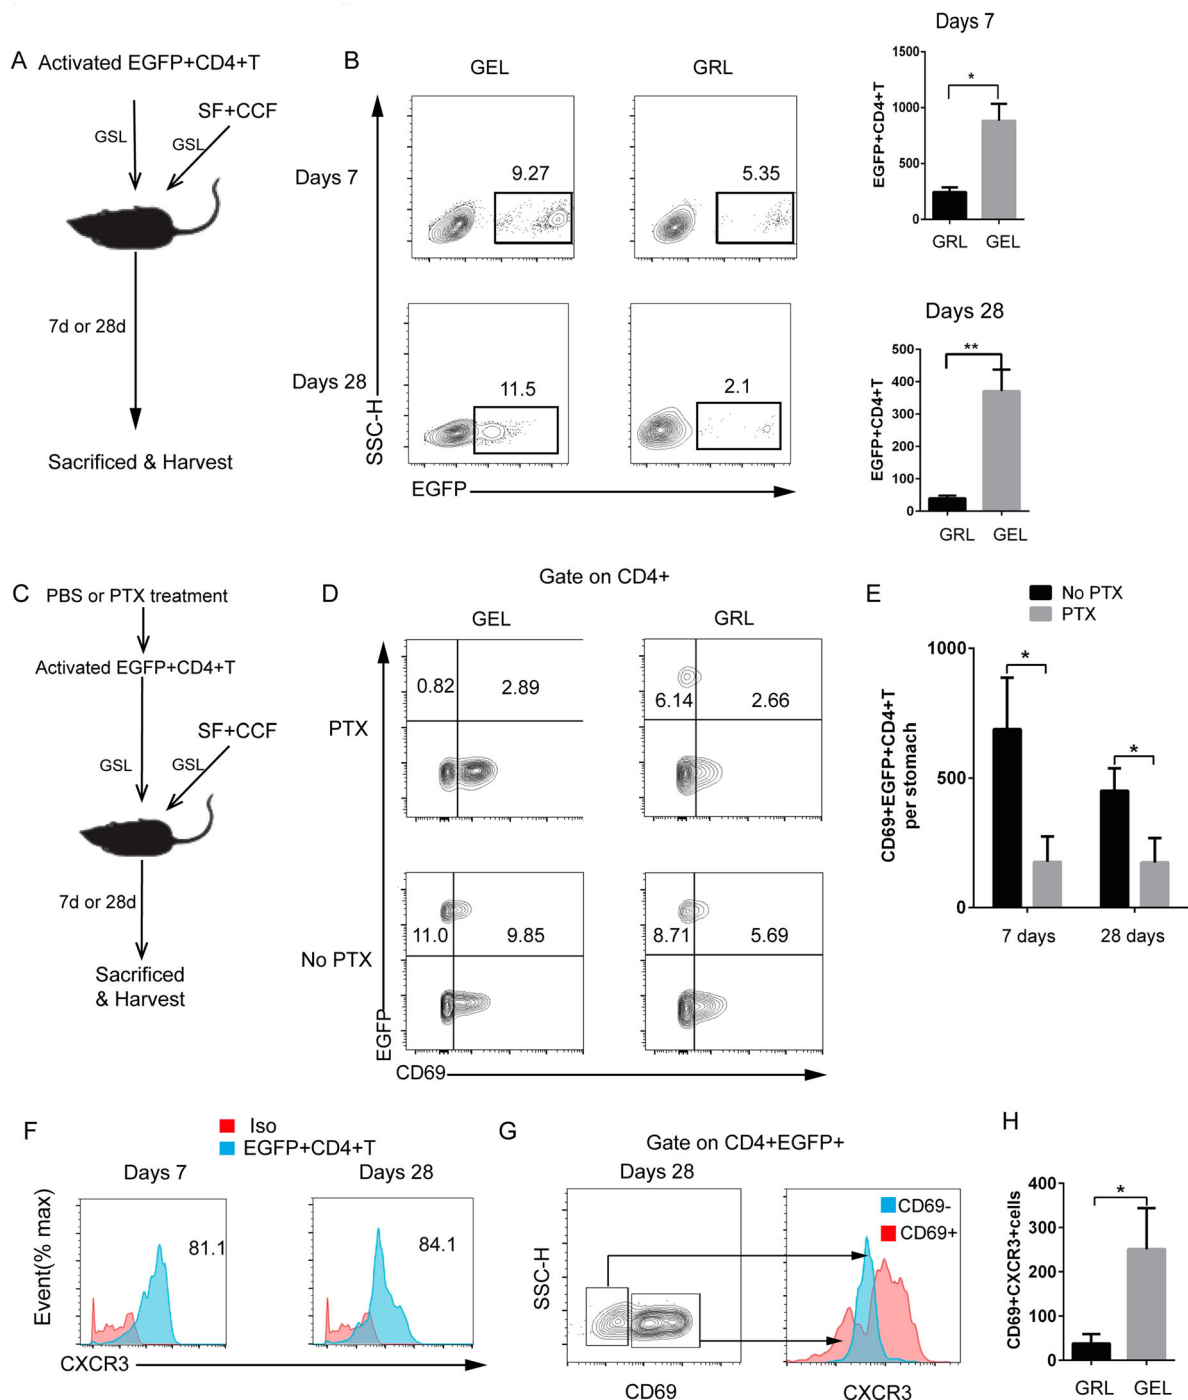 A
Activated EGFP+CD4+T
SF+CCF
GSL
GSL
7d or 28d
Sacrificed & Harvest
B
GEL
GRL
Days 7
9.27
5.35
Days 28
11.5
2.1
SSC-H
EGFP
Days 7
EGFP+CD4+T
1500
1000
500
0
*
GRL
GEL
Days 28
EGFP+CD4+T
500
400
300
200
100
0
**
GRL
GEL
C
PBS or PTX treatment
Activated EGFP+CD4+T
SF+CCF
GSL
GSL
7d or 28d
Sacrificed
& Harvest
D
Gate on CD4+
GEL
GRL
PTX
0.82
2.89
6.14
2.66
No PTX
11.0
9.85
8.71
5.69
EGFP
CD69
E
No PTX
PTX
CD69+EGFP+CD4+T
per stomach
1000
500
0
*
*
7 days
28 days
F
Iso
EGFP+CD4+T
Days 7
Days 28
Event(% max)
81.1
84.1
CXCR3
G
Gate on CD4+EGFP+
Days 28
CD69-
CD69+
SSC-H
CD69
CXCR3
H
CD69+CXCR3+cells
400
300
200
100
0
*
GRL
GEL